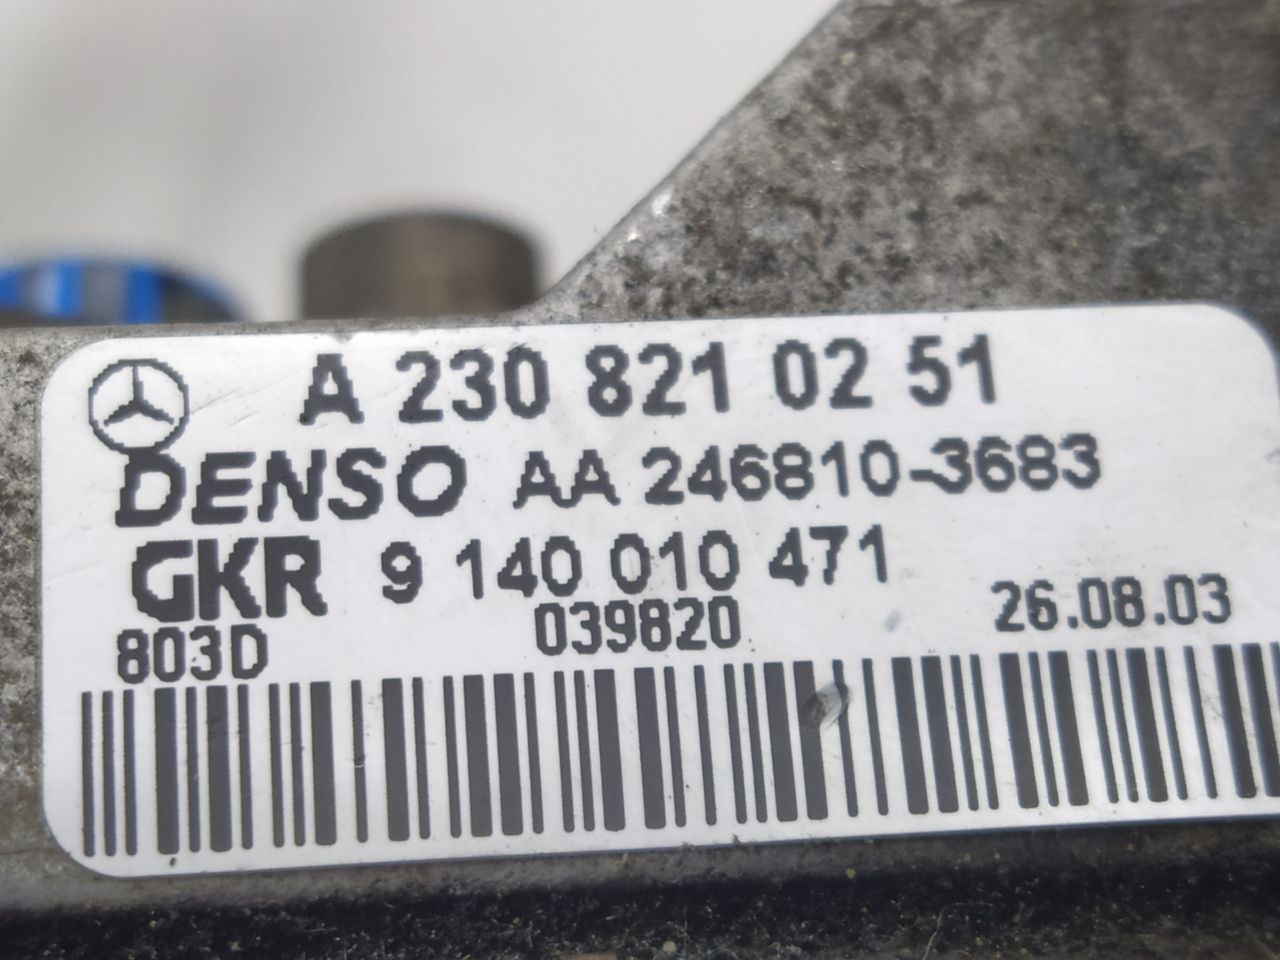 A 230 821 02 51
DENSO AA 246810-3683
GKR 9 140 010 471
803D 039820 26.08.03